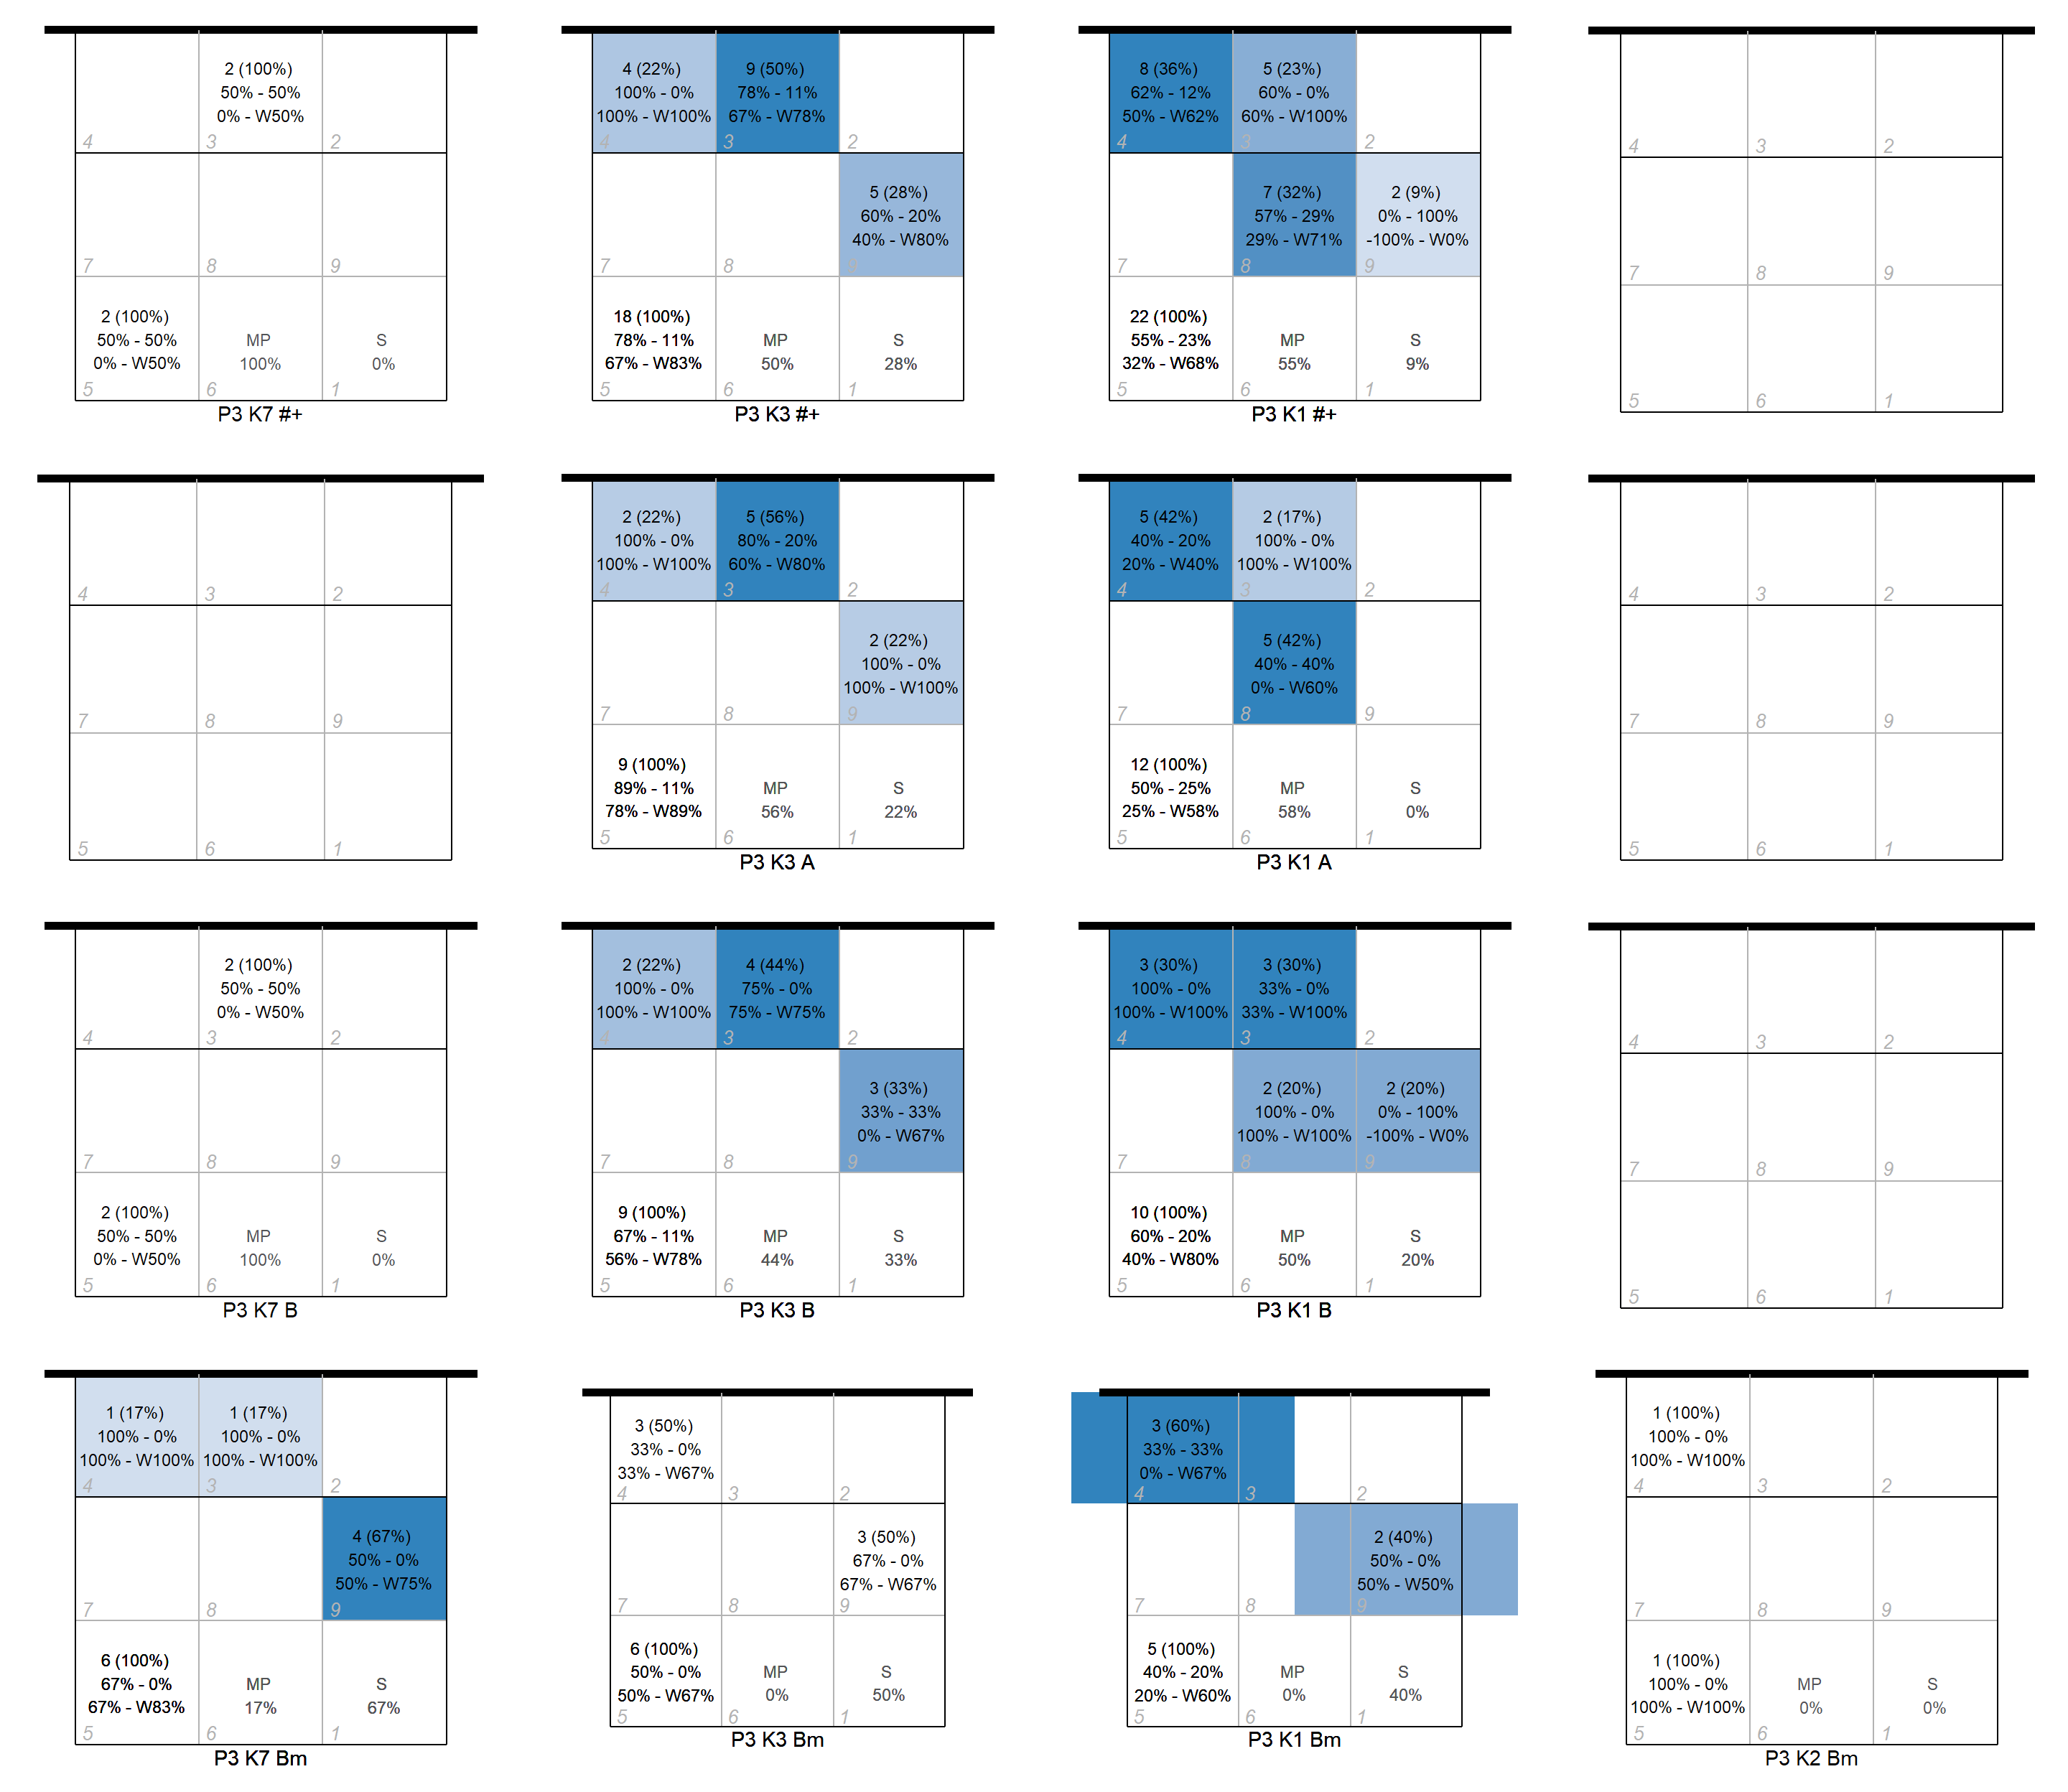 2 (100%)
50% - 50%
0% - W50%
4
3
2
7
8
9
2 (100%)
50% - 50%
0% - W50%
MP
100%
S
0%
5
6
1
P3 K7 #+
4 (22%)
100% - 0%
100% - W100%
9 (50%)
78% - 11%
67% - W78%
4
3
2
5 (28%)
60% - 20%
40% - W80%
7
8
9
18 (100%)
78% - 11%
67% - W83%
MP
50%
S
28%
5
6
1
P3 K3 #+
8 (36%)
62% - 12%
50% - W62%
5 (23%)
60% - 0%
60% - W100%
4
3
2
7 (32%)
57% - 29%
29% - W71%
2 (9%)
0% - 100%
-100% - W0%
7
8
9
22 (100%)
55% - 23%
32% - W68%
MP
55%
S
9%
5
6
1
P3 K1 #+
4
3
2
7
8
9
5
6
1
4
3
2
7
8
9
5
6
1
2 (22%)
100% - 0%
100% - W100%
5 (56%)
80% - 20%
60% - W80%
4
3
2
2 (22%)
100% - 0%
100% - W100%
7
8
9
9 (100%)
89% - 11%
78% - W89%
MP
56%
S
22%
5
6
1
P3 K3 A
5 (42%)
40% - 20%
20% - W40%
2 (17%)
100% - 0%
100% - W100%
4
3
2
5 (42%)
40% - 40%
0% - W60%
7
8
9
12 (100%)
50% - 25%
25% - W58%
MP
58%
S
0%
5
6
1
P3 K1 A
4
3
2
7
8
9
5
6
1
2 (100%)
50% - 50%
0% - W50%
4
3
2
7
8
9
2 (100%)
50% - 50%
0% - W50%
MP
100%
S
0%
5
6
1
P3 K7 B
2 (22%)
100% - 0%
100% - W100%
4 (44%)
75% - 0%
75% - W75%
4
3
2
3 (33%)
33% - 33%
0% - W67%
7
8
9
9 (100%)
67% - 11%
56% - W78%
MP
44%
S
33%
5
6
1
P3 K3 B
3 (30%)
100% - 0%
100% - W100%
3 (30%)
33% - 0%
33% - W100%
4
3
2
2 (20%)
100% - 0%
100% - W100%
2 (20%)
0% - 100%
-100% - W0%
7
8
9
10 (100%)
60% - 20%
40% - W80%
MP
50%
S
20%
5
6
1
P3 K1 B
4
3
2
7
8
9
5
6
1
1 (17%)
100% - 0%
100% - W100%
1 (17%)
100% - 0%
100% - W100%
4
3
2
4 (67%)
50% - 0%
50% - W75%
7
8
9
6 (100%)
67% - 0%
67% - W83%
MP
17%
S
67%
5
6
1
P3 K7 Bm
3 (50%)
33% - 0%
33% - W67%
4
3
2
3 (50%)
67% - 0%
67% - W67%
7
8
9
6 (100%)
50% - 0%
50% - W67%
MP
0%
S
50%
5
6
1
P3 K3 Bm
3 (60%)
33% - 33%
0% - W67%
4
3
2
2 (40%)
50% - 0%
50% - W50%
7
8
9
5 (100%)
40% - 20%
20% - W60%
MP
0%
S
40%
5
6
1
P3 K1 Bm
1 (100%)
100% - 0%
100% - W100%
4
3
2
7
8
9
1 (100%)
100% - 0%
100% - W100%
MP
0%
S
0%
5
6
1
P3 K2 Bm